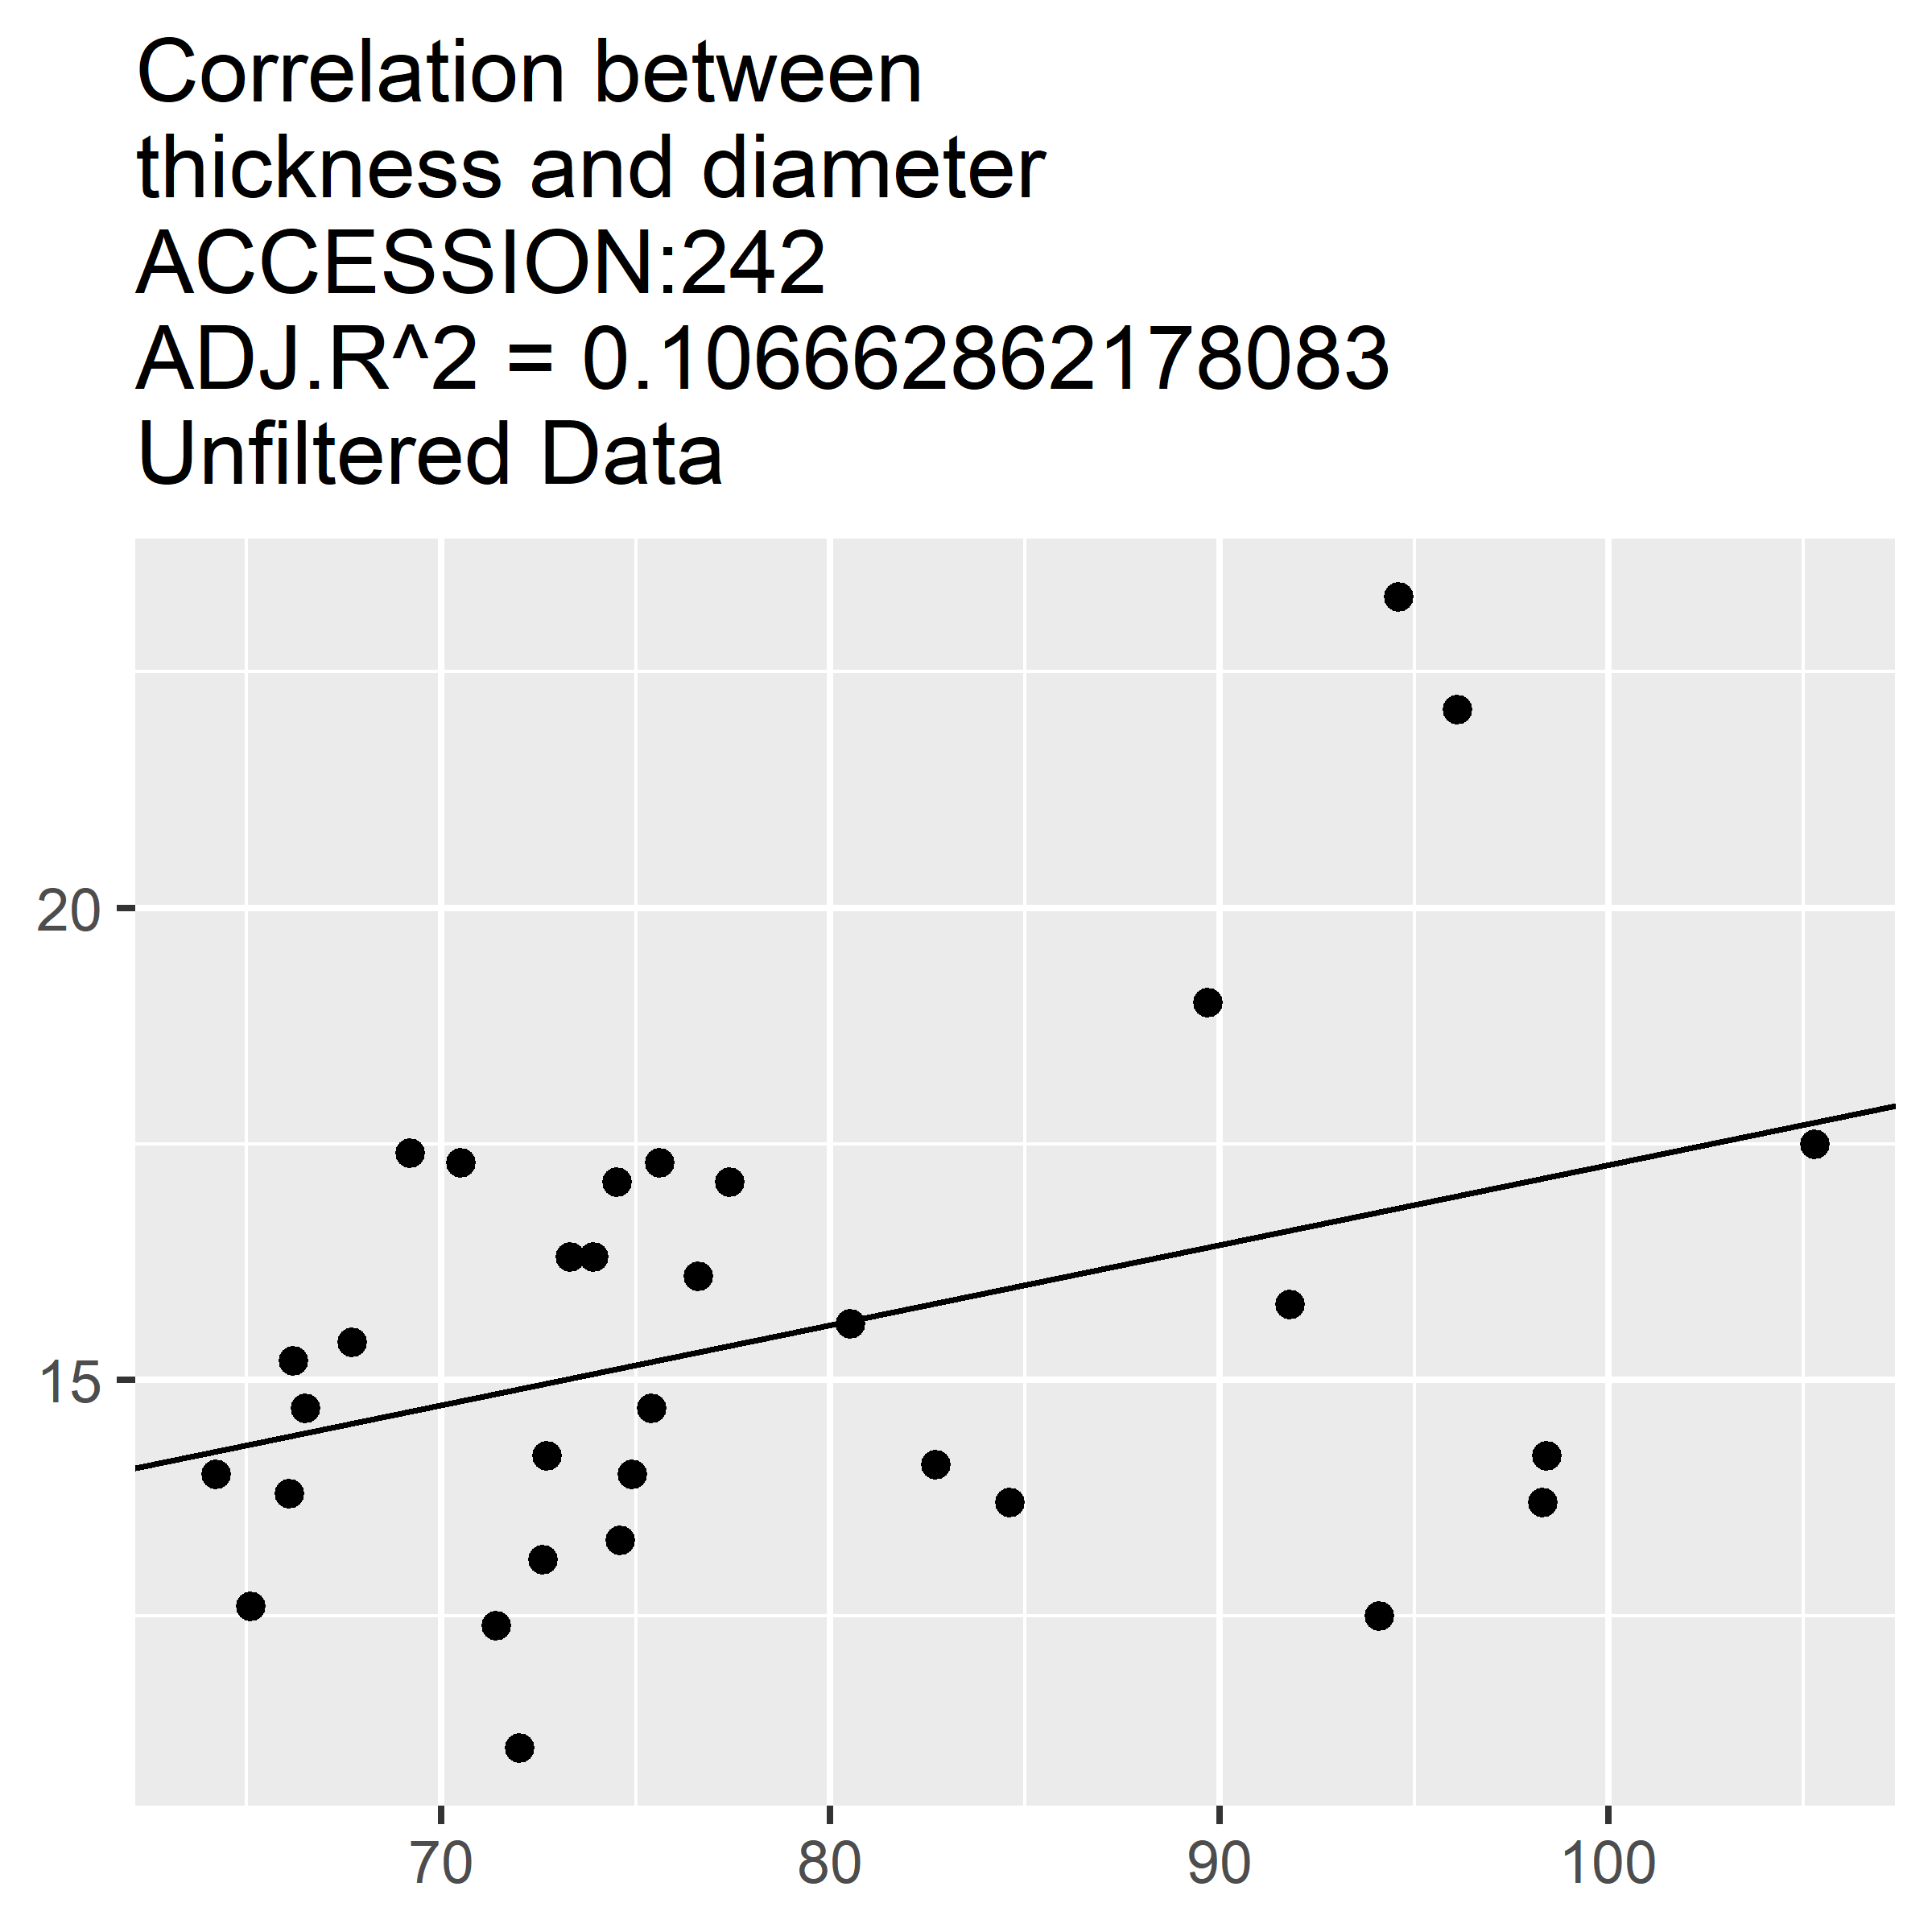 Correlation between
thickness and diameter
ACCESSION:242
ADJ.R^2 = 0.106662862178083
Unfiltered Data
20
15
70 80 90 100